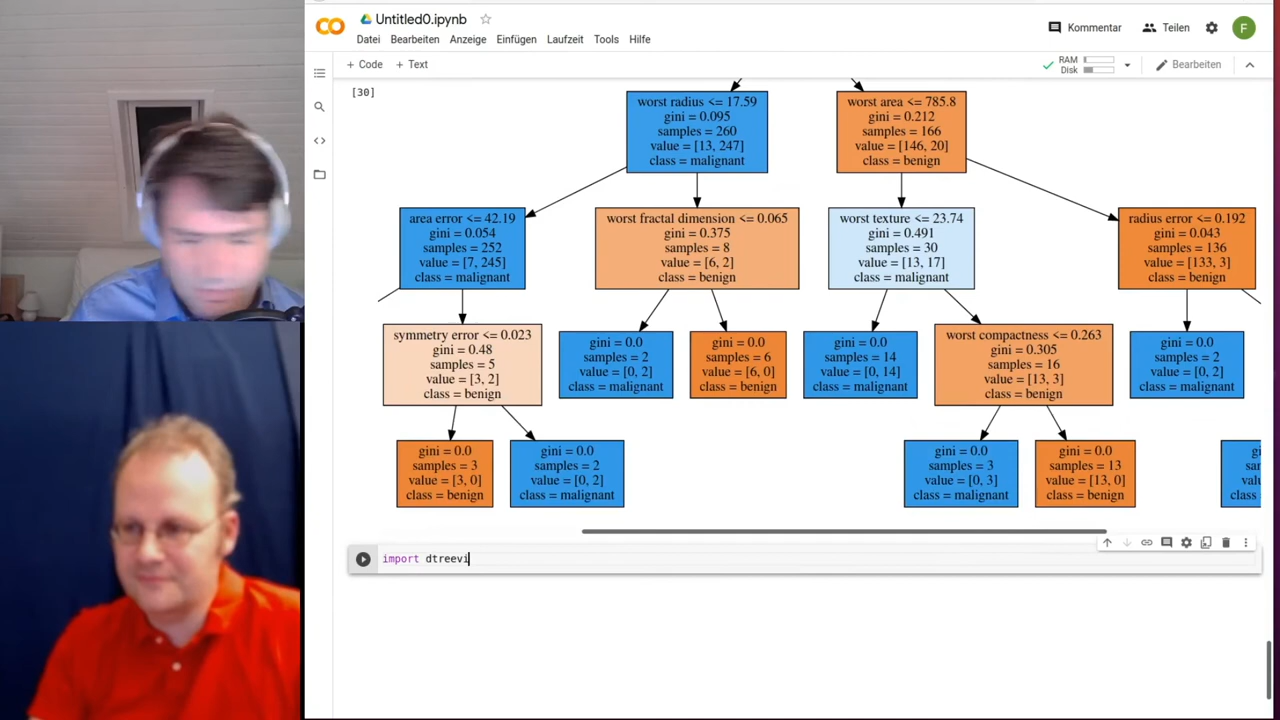 Untitled0.ipynb
Kommentar
Teilen
F
Datei Bearbeiten Anzeige Einfügen Laufzeit Tools Hilfe
+ Code + Text
RAM
Disk
Bearbeiten
[30]
worst radius <= 17.59
gini = 0.095
samples = 260
value = [13, 247]
class = malignant
worst area <= 785.8
gini = 0.212
samples = 166
value = [146, 20]
class = benign
area error <= 42.19
gini = 0.054
samples = 252
value = [7, 245]
class = malignant
worst fractal dimension <= 0.065
gini = 0.375
samples = 8
value = [6, 2]
class = benign
worst texture <= 23.74
gini = 0.491
samples = 30
value = [13, 17]
class = malignant
radius error <= 0.192
gini = 0.043
samples = 136
value = [133, 3]
class = benign
symmetry error <= 0.023
gini = 0.48
samples = 5
value = [3, 2]
class = benign
gini = 0.0
samples = 2
value = [0, 2]
class = malignant
gini = 0.0
samples = 6
value = [6, 0]
class = benign
gini = 0.0
samples = 14
value = [0, 14]
class = malignant
worst compactness <= 0.263
gini = 0.305
samples = 16
value = [13, 3]
class = benign
gini = 0.0
samples = 2
value = [0, 2]
class = malignant
gini = 0.0
samples = 3
value = [3, 0]
class = benign
gini = 0.0
samples = 2
value = [0, 2]
class = malignant
gini = 0.0
samples = 3
value = [0, 3]
class = malignant
gini = 0.0
samples = 13
value = [13, 0]
class = benign
class
import dtreevi